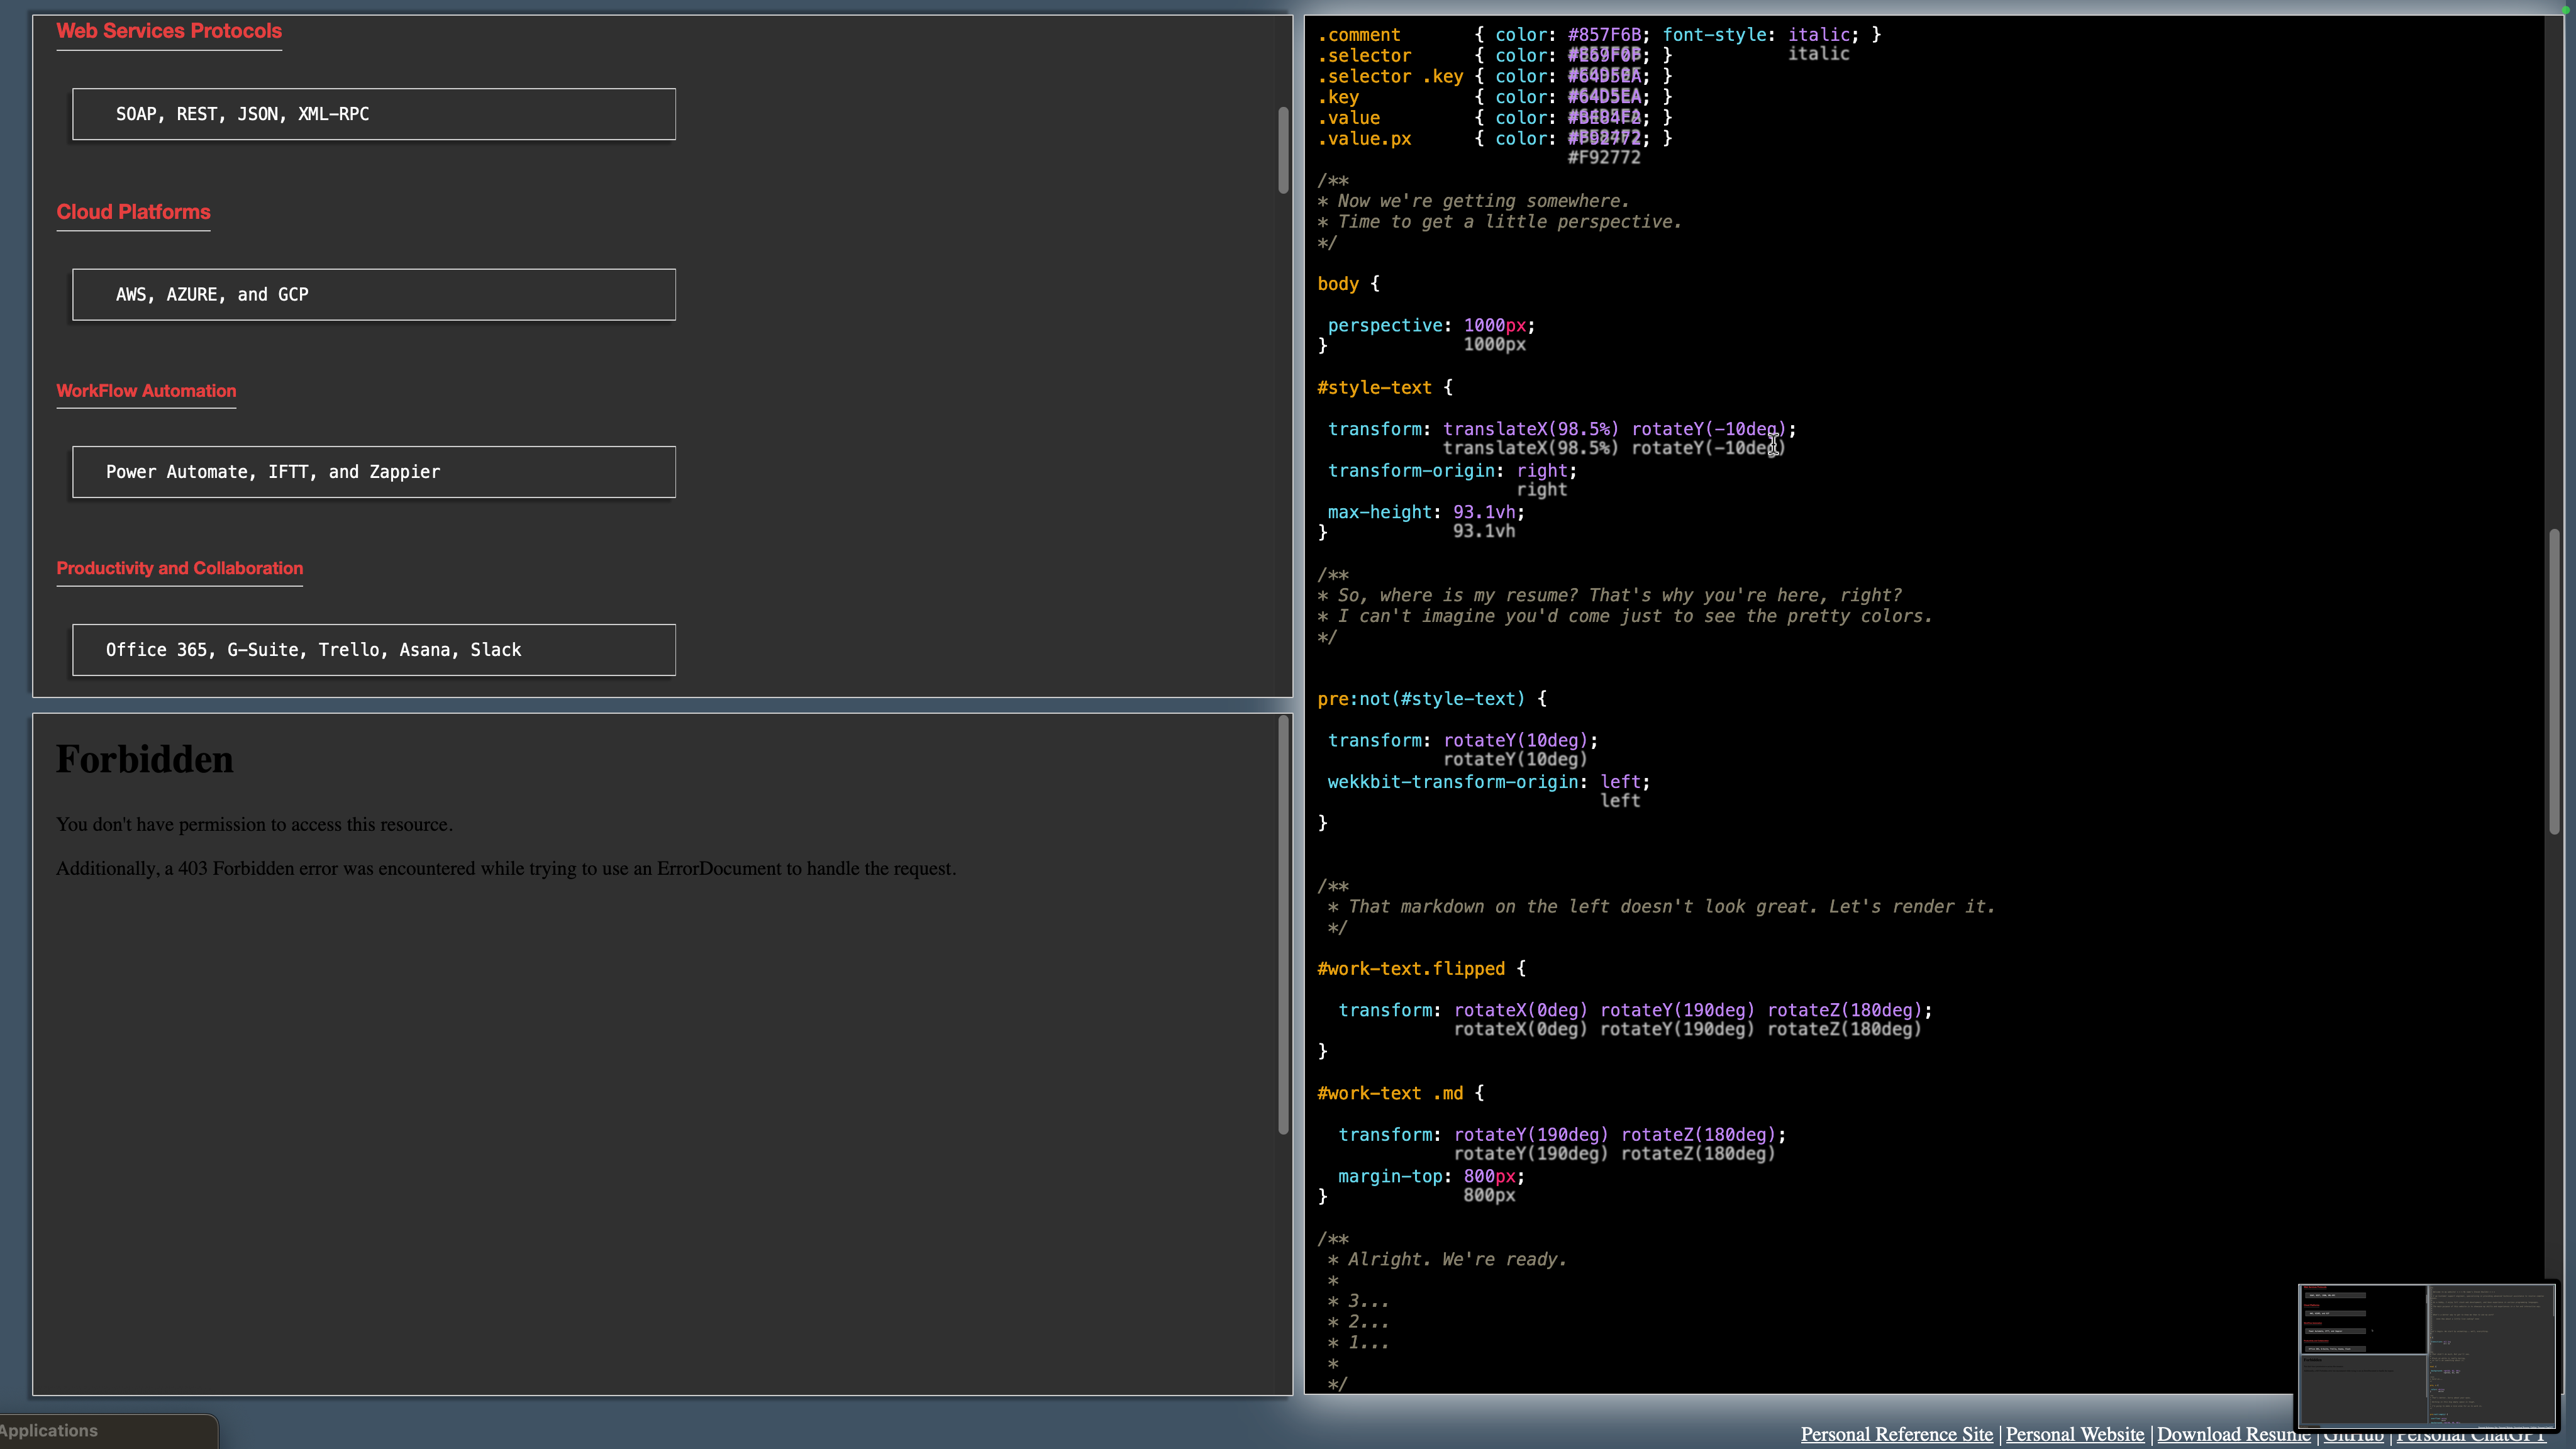 Web Services Protocols
SOAP, REST, JSON, XML-RPC
Cloud Platforms
AWS, AZURE, and GCP
WorkFlow Automation
Power Automate, IFTT, and Zappier
Productivity and Collaboration
Office 365, G-Suite, Trello, Asana, Slack
Forbidden
You don't have permission to access this resource.
Additionally, a 403 Forbidden error was encountered while trying to use an ErrorDocument to handle the request.
.comment { color: #857F6B; font-style: italic; }
italic
.selector { color: ; }
.selector .key { color: ; }
.key { color: #64D5EA; }
.value { color: ; }
.value.px { color: ; }
#F92772
/**
* Now we're getting somewhere.
* Time to get a little perspective.
*/
body {
perspective: 1000px;
} 1000px
#style-text {
transform: translateX(98.5%) rotateY(-10deg);
translateX(98.5%) rotateY(-10deg)
transform-origin: right;
right
max-height: 93.1vh;
} 93.1vh
/**
* So, where is my resume? That's why you're here, right?
* I can't imagine you'd come just to see the pretty colors.
*/
pre:not(#style-text) {
transform: rotateY(10deg);
rotateY(10deg)
wekkbit-transform-origin: left;
left
}
/**
* That markdown on the left doesn't look great. Let's render it.
*/
#work-text.flipped {
transform: rotateX(0deg) rotateY(190deg) rotateZ(180deg);
rotateX(0deg) rotateY(190deg) rotateZ(180deg)
}
#work-text .md {
transform: rotateY(190deg) rotateZ(180deg);
rotateY(190deg) rotateZ(180deg)
margin-top: 800px;
} 800px
/**
* Alright. We're ready.
*
* 3...
* 2...
* 1...
*
*/
Applications
Personal Reference Site | Personal Website | Download Resume | GitHub | Personal ChatGPT